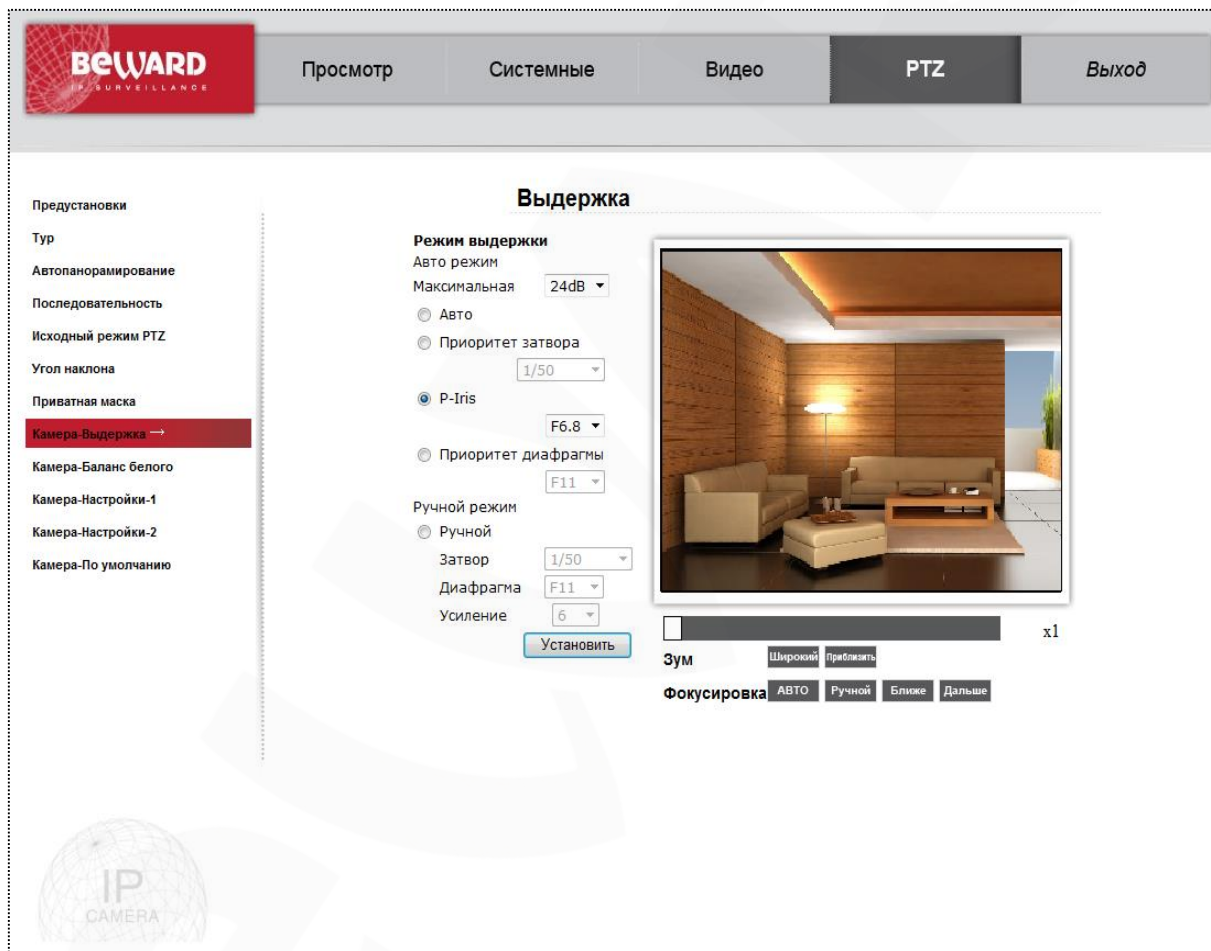 BEWARD
IP SURVEILLANCE
Просмотр
Системные
Видео
PTZ
Выход
Предустановки
Тур
Автопанорамирование
Последовательность
Исходный режим PTZ
Угол наклона
Приватная маска
Камера-Выдержка →
Камера-Баланс белого
Камера-Настройки-1
Камера-Настройки-2
Камера-По умолчанию
Выдержка
Режим выдержки
Авто режим
Максимальная 24dB
Авто
Приоритет затвора
1/50
P-Iris
F6.8
Приоритет диафрагмы
F11
Ручной режим
Ручной
Затвор 1/50
Диафрагма F11
Усиление 6
Установить
x1
Зум Широкий Приблизить
Фокусировка АВТО Ручной Ближе Дальше
IP
CAMERA